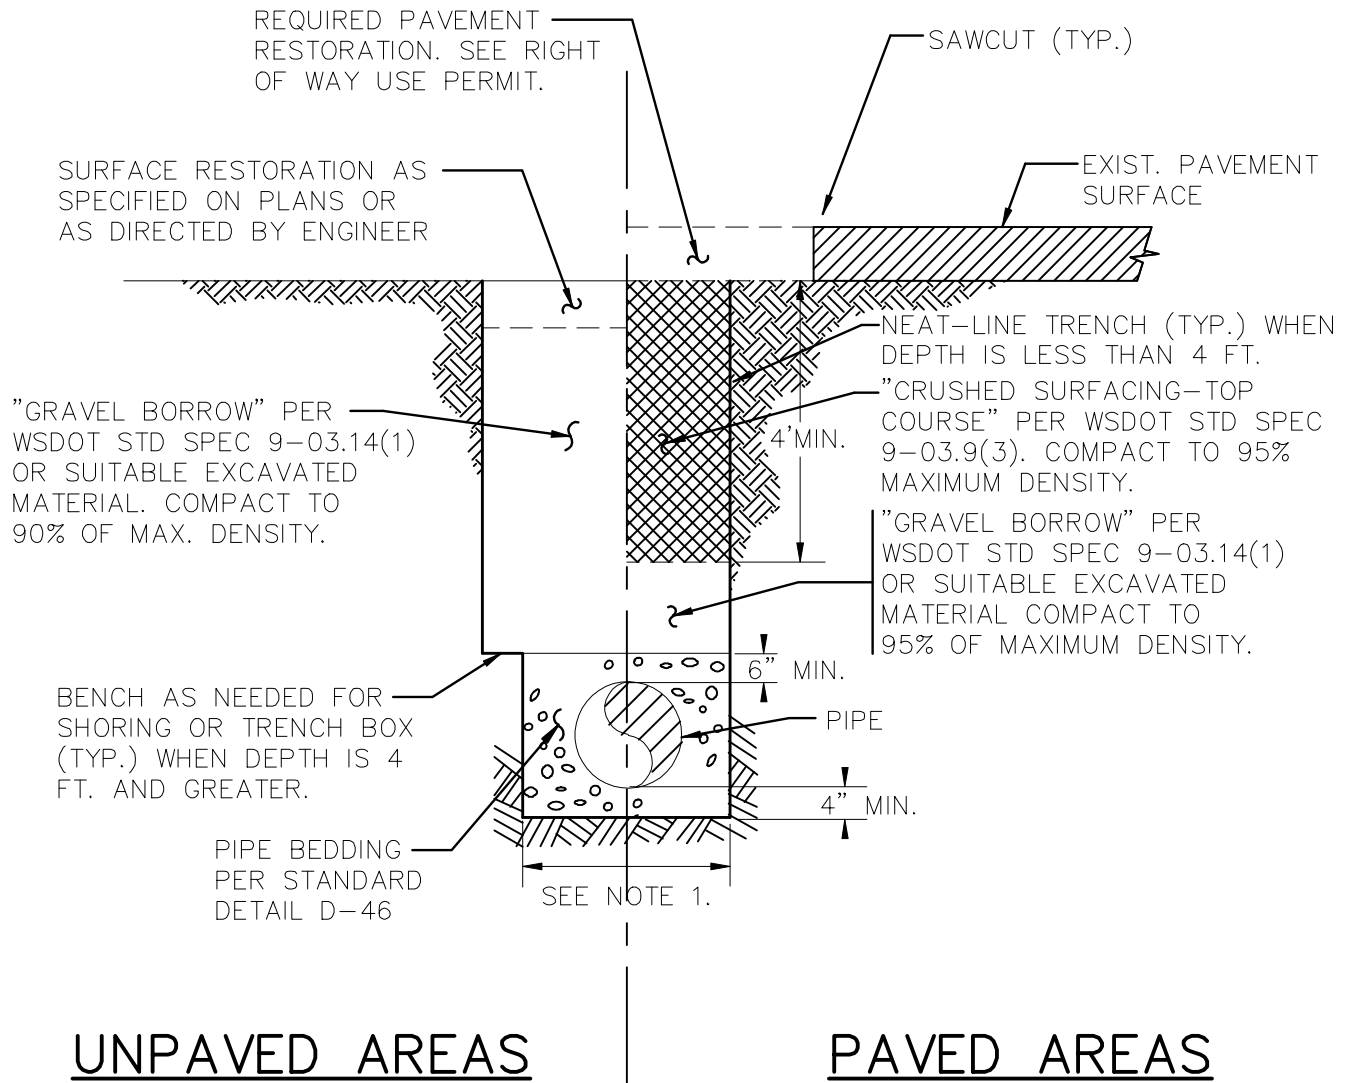 REQUIRED PAVEMENT
RESTORATION. SEE RIGHT
OF WAY USE PERMIT.
SAWCUT (TYP.)
SURFACE RESTORATION AS
SPECIFIED ON PLANS OR
AS DIRECTED BY ENGINEER
EXIST. PAVEMENT
SURFACE
NEAT-LINE TRENCH (TYP.) WHEN
DEPTH IS LESS THAN 4 FT.
"GRAVEL BORROW" PER
WSDOT STD SPEC 9-03.14(1)
OR SUITABLE EXCAVATED
MATERIAL. COMPACT TO
90% OF MAX. DENSITY.
4'MIN.
"CRUSHED SURFACING-TOP
COURSE" PER WSDOT STD SPEC
9-03.9(3). COMPACT TO 95%
MAXIMUM DENSITY.
"GRAVEL BORROW" PER
WSDOT STD SPEC 9-03.14(1)
OR SUITABLE EXCAVATED
MATERIAL COMPACT TO
95% OF MAXIMUM DENSITY.
6" MIN.
BENCH AS NEEDED FOR
SHORING OR TRENCH BOX
(TYP.) WHEN DEPTH IS 4
FT. AND GREATER.
PIPE
4" MIN.
PIPE BEDDING
PER STANDARD
DETAIL D-46
SEE NOTE 1.
UNPAVED AREAS
PAVED AREAS